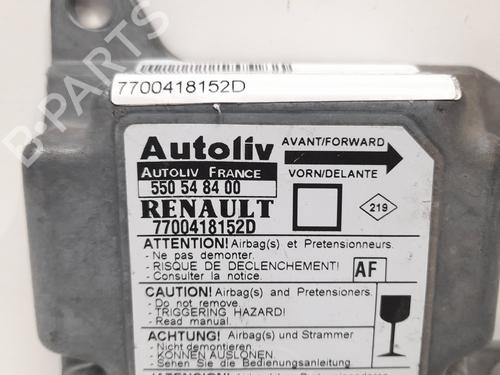 B-PARTS
7700418152D
Autoliv
AUTOLIV FRANCE
550 54 84 00
RENAULT
7700418152D
AVANT/FORWARD
VORN/DELANTE
219
ATTENTION! Airbag(s) et Pretensionneurs.
- Ne pas demonter.
- RISQUE DE DECLENCHEMENT!
- Consulter la notice.
AF
CAUTION! Airbag(s) and Pretensioners.
- Do not remove.
- TRIGGERING HAZARD!
- Read manual.
ACHTUNG! Airbag(s) und Strammer
- Nicht demontieren.
- KÖNNEN AUSLÖSEN.
- Sehen Sie die Bedienungsanleitung.